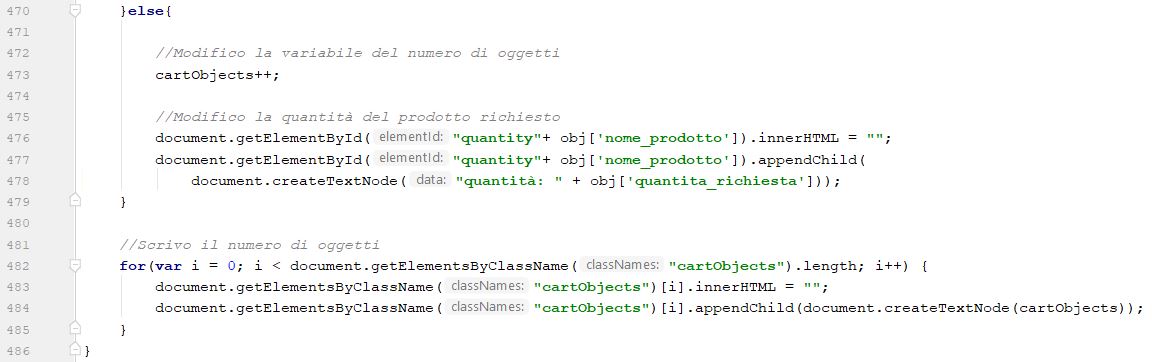 470 }else{
471
472 //Modifico la variabile del numero di oggetti
473 cartObjects++;
474
475 //Modifico la quantità del prodotto richiesto
476 document.getElementById( elementId: "quantity"+ obj['nome_prodotto']).innerHTML = "";
477 document.getElementById( elementId: "quantity"+ obj['nome_prodotto']).appendChild(
478 document.createTextNode( data: "quantità: " + obj['quantita_richiesta']));
479 }
480
481 //Scrivo il numero di oggetti
482 for(var i = 0; i < document.getElementsByClassName( classNames: "cartObjects").length; i++) {
483 document.getElementsByClassName( classNames: "cartObjects")[i].innerHTML = "";
484 document.getElementsByClassName( classNames: "cartObjects")[i].appendChild(document.createTextNode(cartObjects));
485 }
486 }